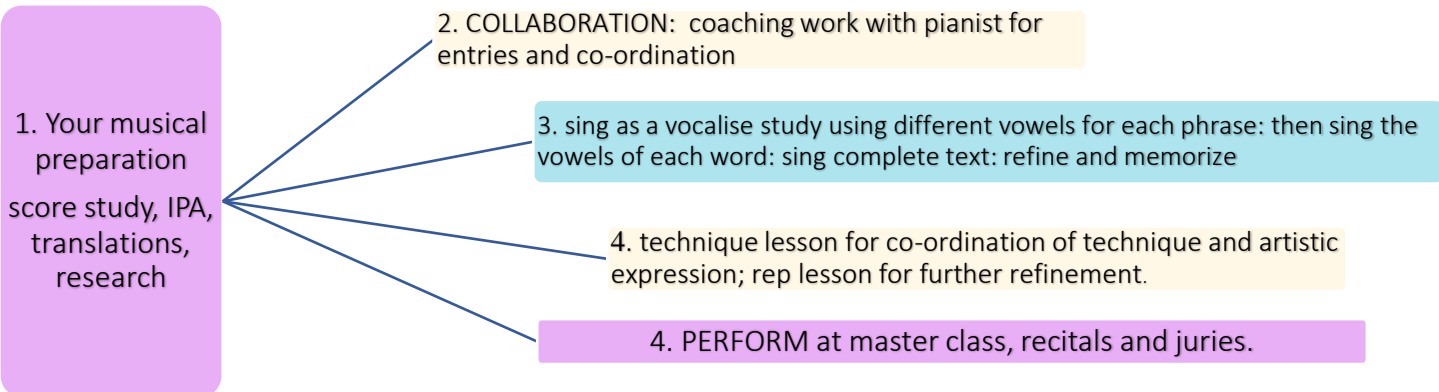 1. Your musical
preparation
score study, IPA,
translations,
research
2. COLLABORATION: coaching work with pianist for
entries and co-ordination
3. sing as a vocalise study using different vowels for each phrase: then sing the
vowels of each word: sing complete text: refine and memorize
4. technique lesson for co-ordination of technique and artistic
expression; rep lesson for further refinement.
4. PERFORM at master class, recitals and juries.